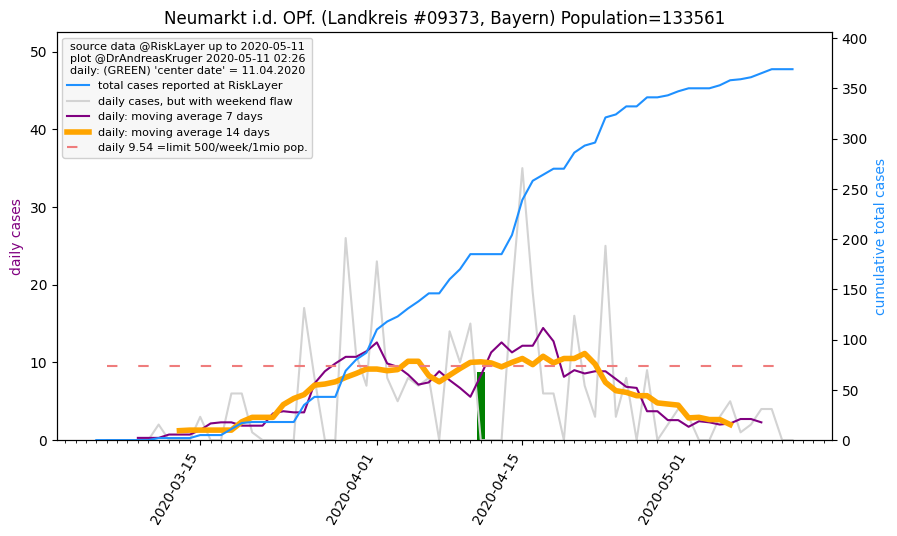 Neumarkt i.d. OPf. (Landkreis #09373, Bayern) Population=133561
source data @RiskLayer up to 2020-05-11
plot @DrAndreasKruger 2020-05-11 02:26
daily: (GREEN) 'center date' = 11.04.2020
total cases reported at RiskLayer
daily cases, but with weekend flaw
daily: moving average 7 days
daily: moving average 14 days
daily 9.54 =limit 500/week/1mio pop.
daily cases
50
40
30
20
10
0
cumulative total cases
400
350
300
250
200
150
100
50
0
2020-03-15
2020-04-01
2020-04-15
2020-05-01